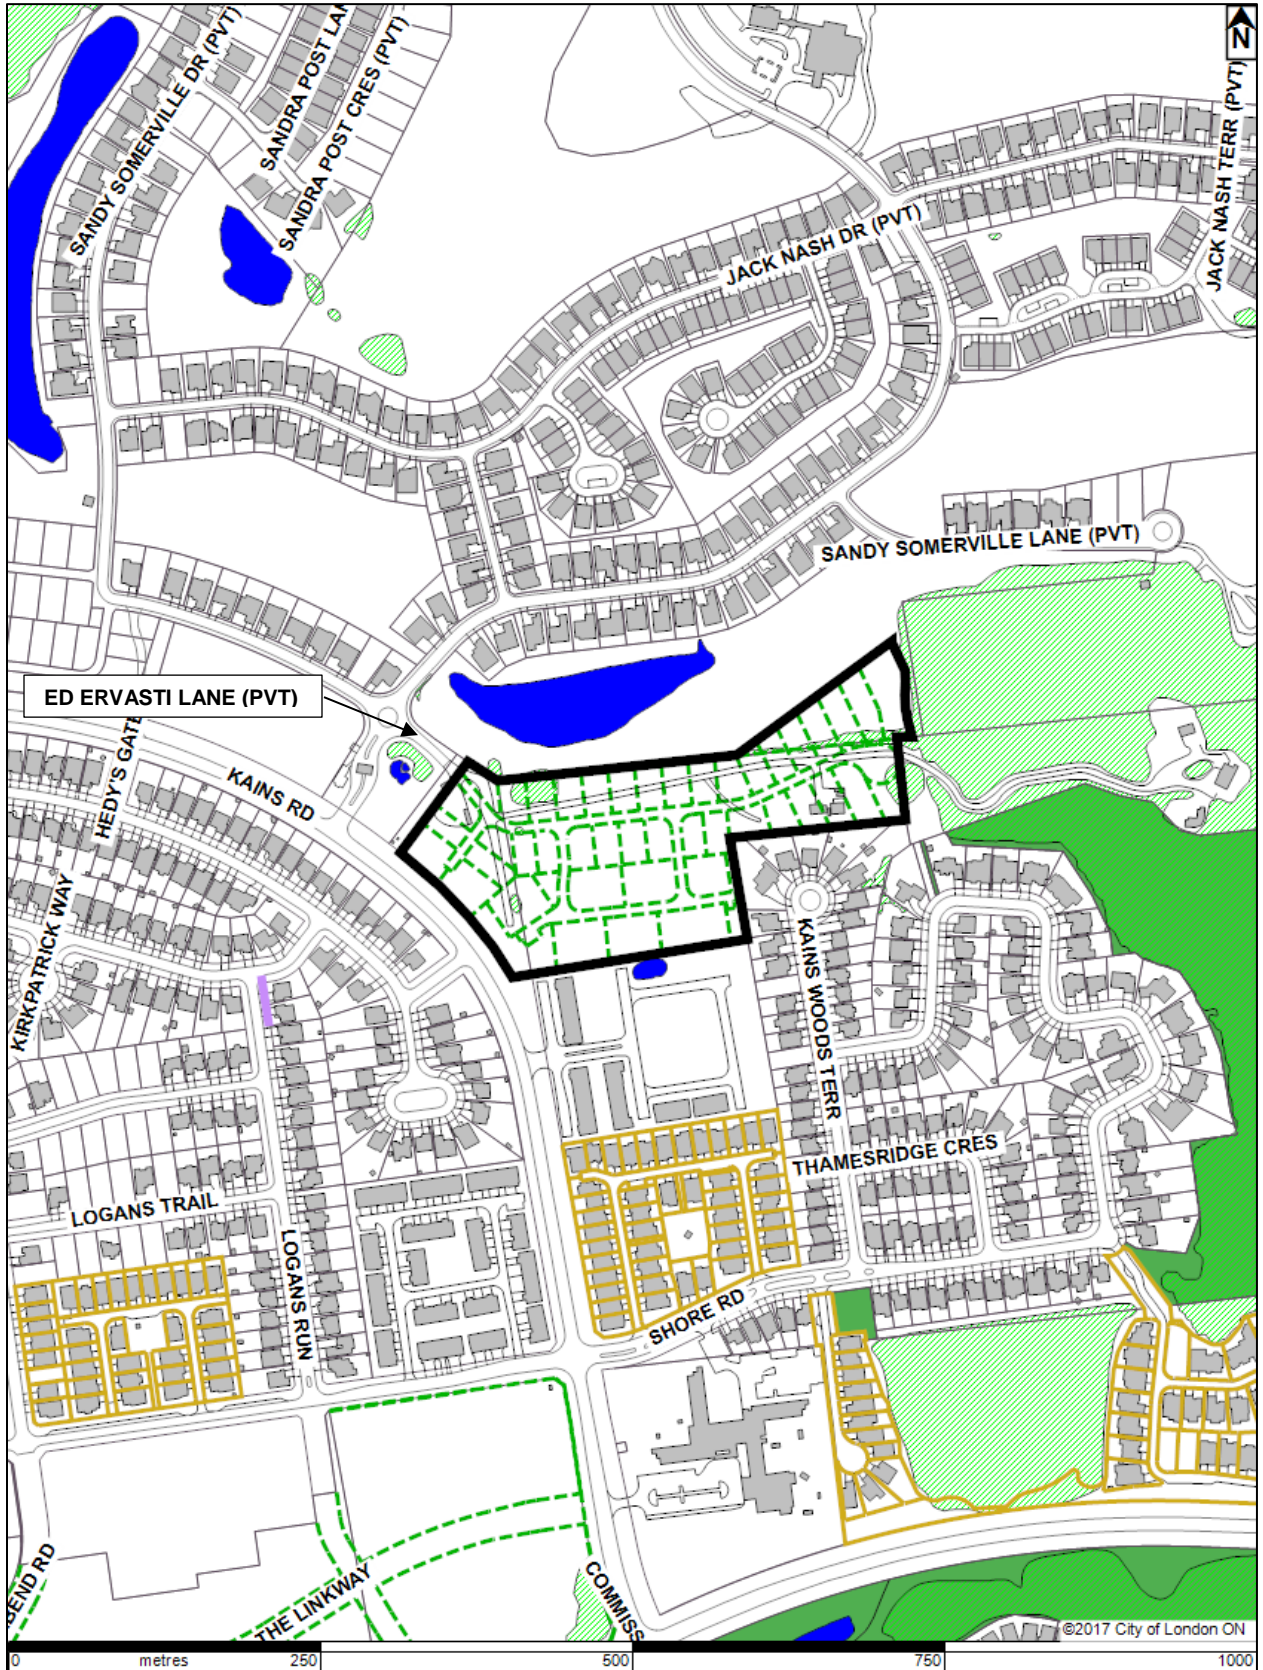 N
SANDY SOMERVILLE DR (PVT)
SANDRA POST LAN
SANDRA POST CRES (PVT)
JACK NASH TERR (PVT)
JACK NASH DR (PVT)
SANDY SOMERVILLE LANE (PVT)
ED ERVASTI LANE (PVT)
HEDY'S GATE
KAINS RD
KIRKPATRICK WAY
KAINS WOODS TERR
THAMESRIDGE CRES
LOGANS TRAIL
LOGANS RUN
SHORE RD
BEND RD
THE LINKWAY
COMMISS
©2017 City of London ON
0 metres 250 500 750 1000